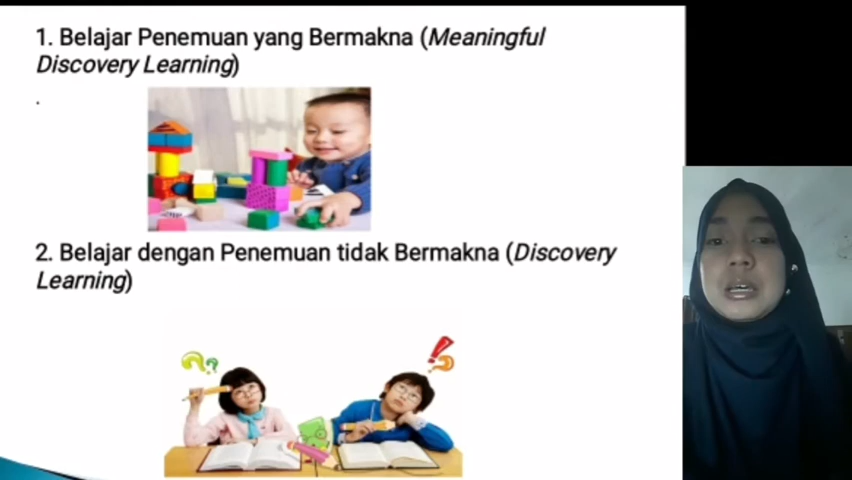 1. Belajar Penemuan yang Bermakna (Meaningful
Discovery Learning)
.
2. Belajar dengan Penemuan tidak Bermakna (Discovery
Learning)